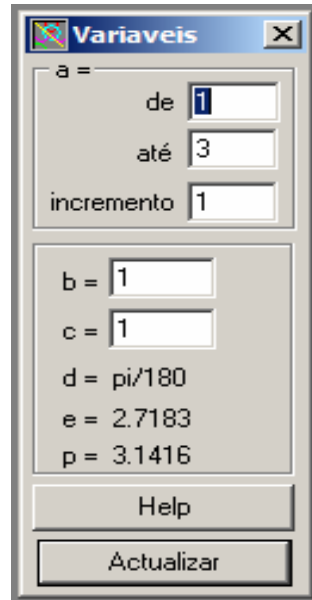 Variaveis
a =
de 1
até 3
incremento 1
b = 1
c = 1
d = pi/180
e = 2.7183
p = 3.1416
Help
Actualizar